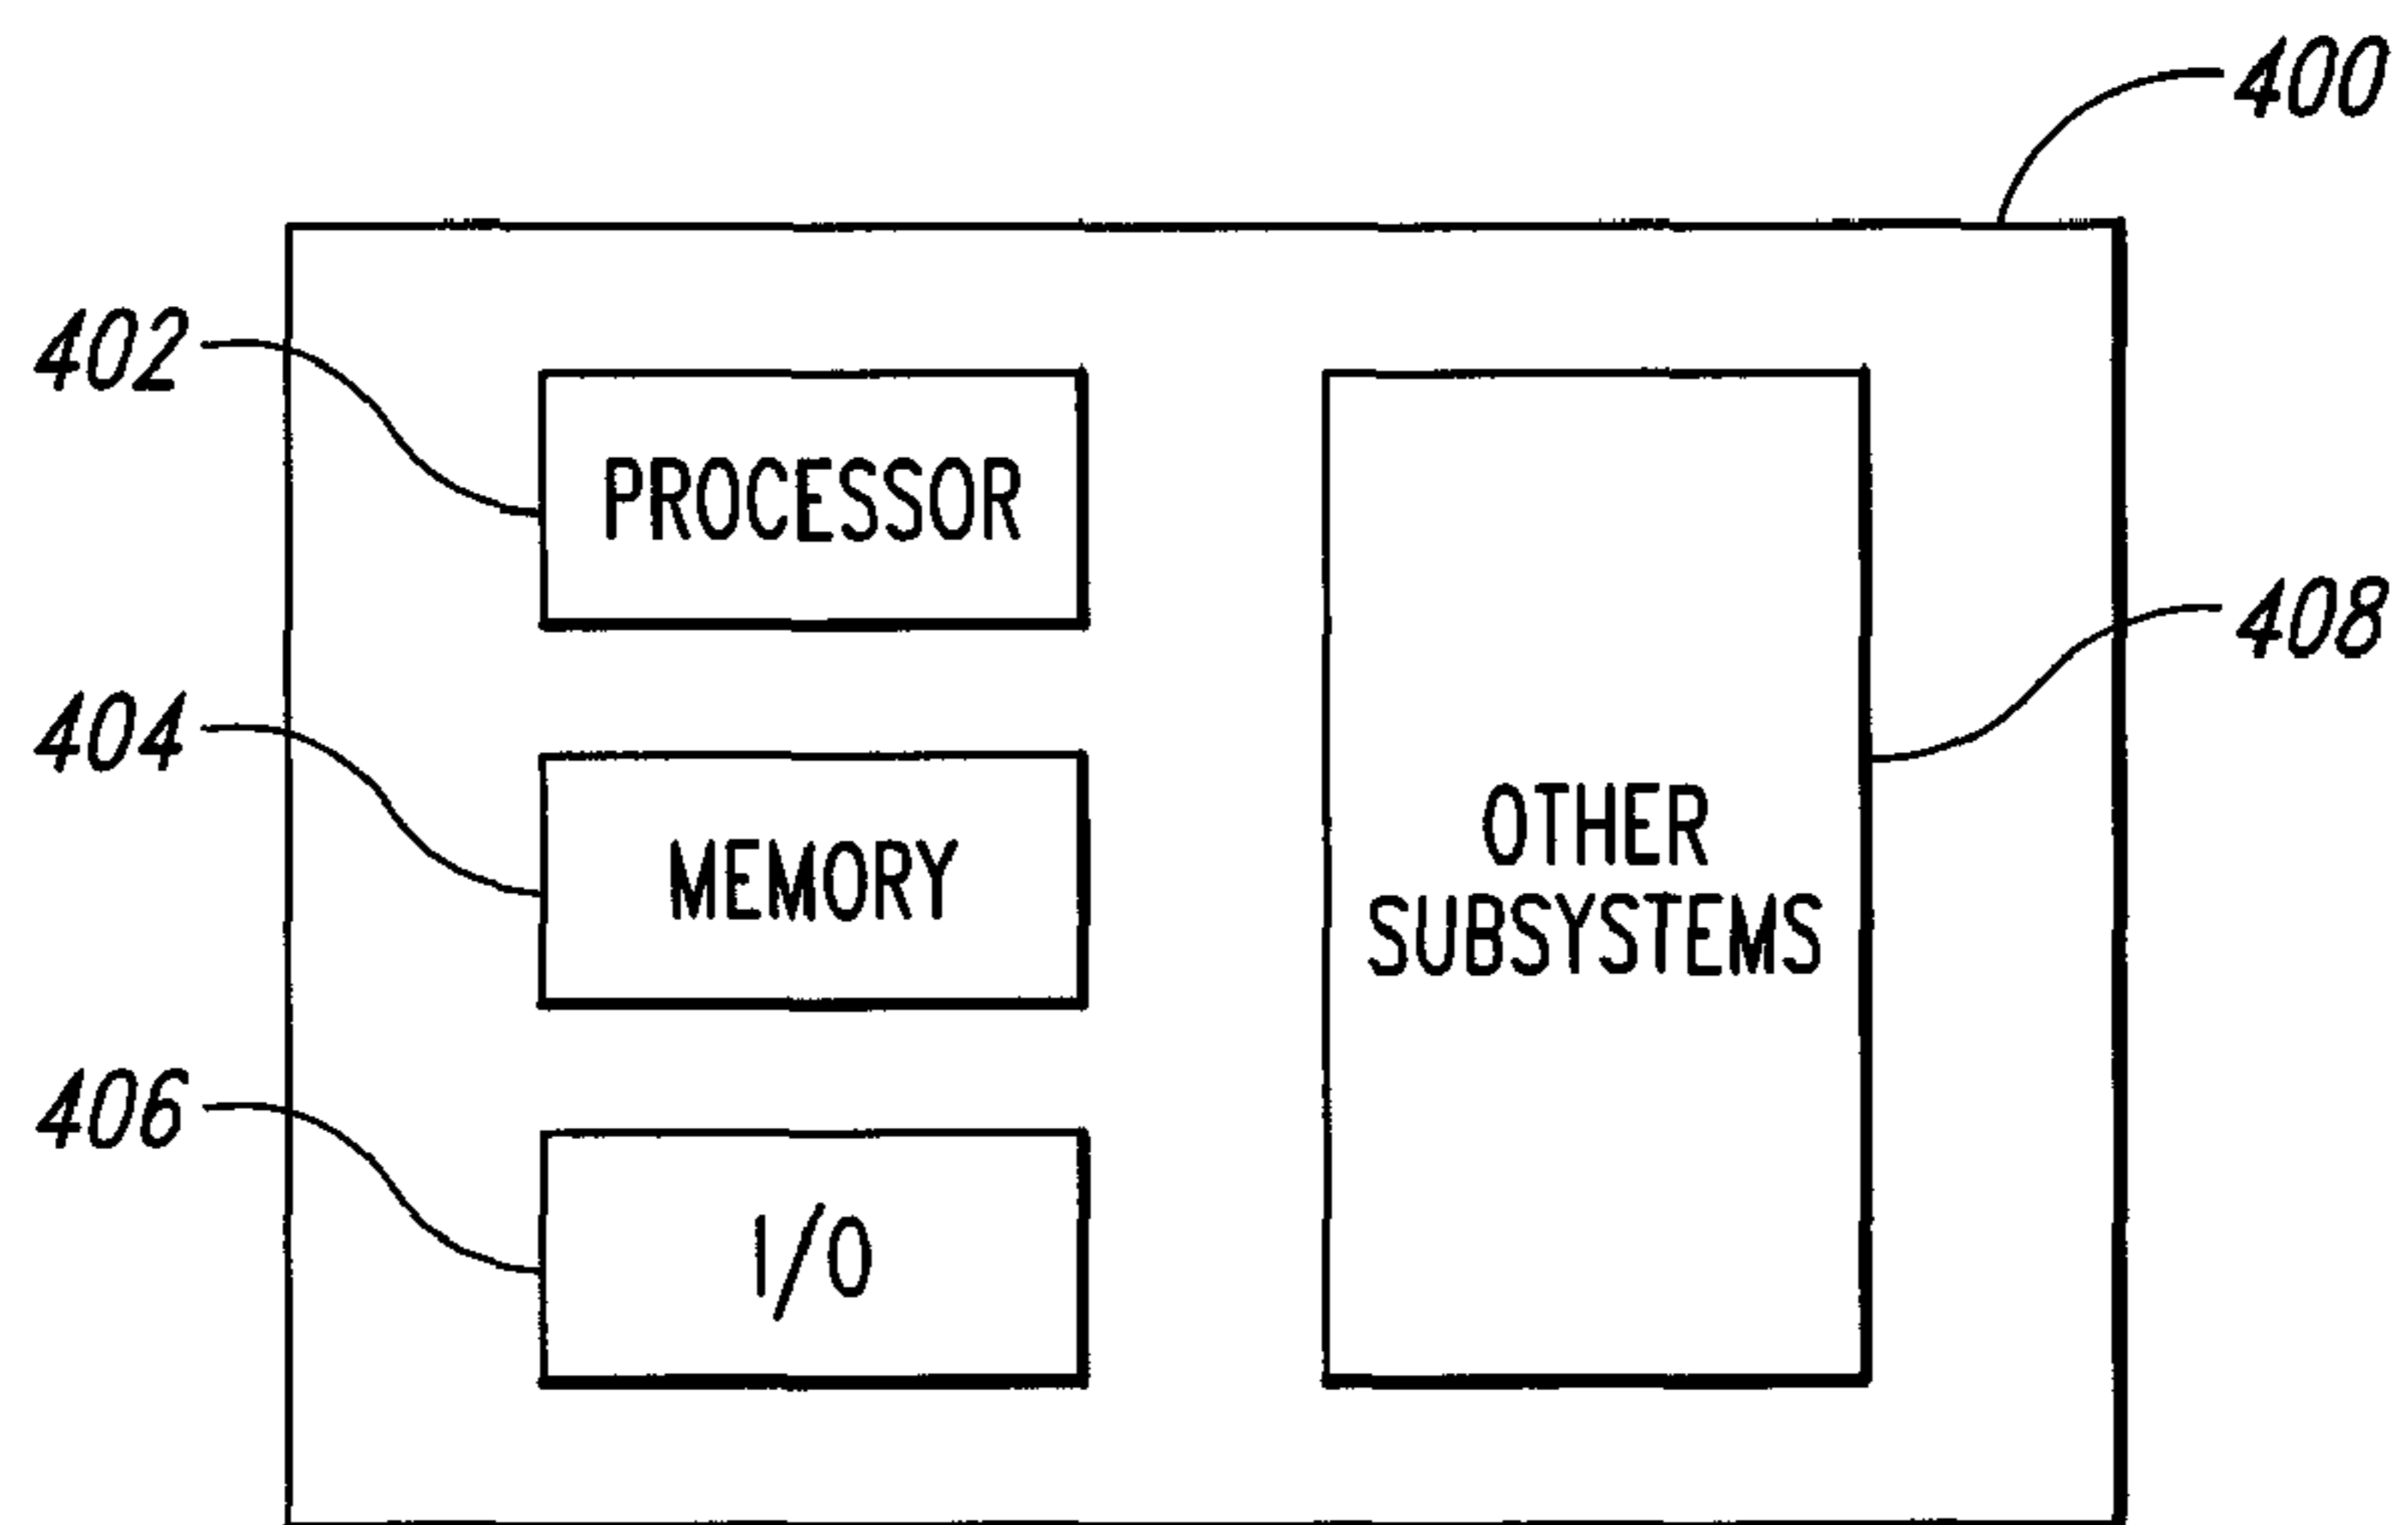 400
402
PROCESSOR
408
404
MEMORY
OTHER
SUBSYSTEMS
406
I/O